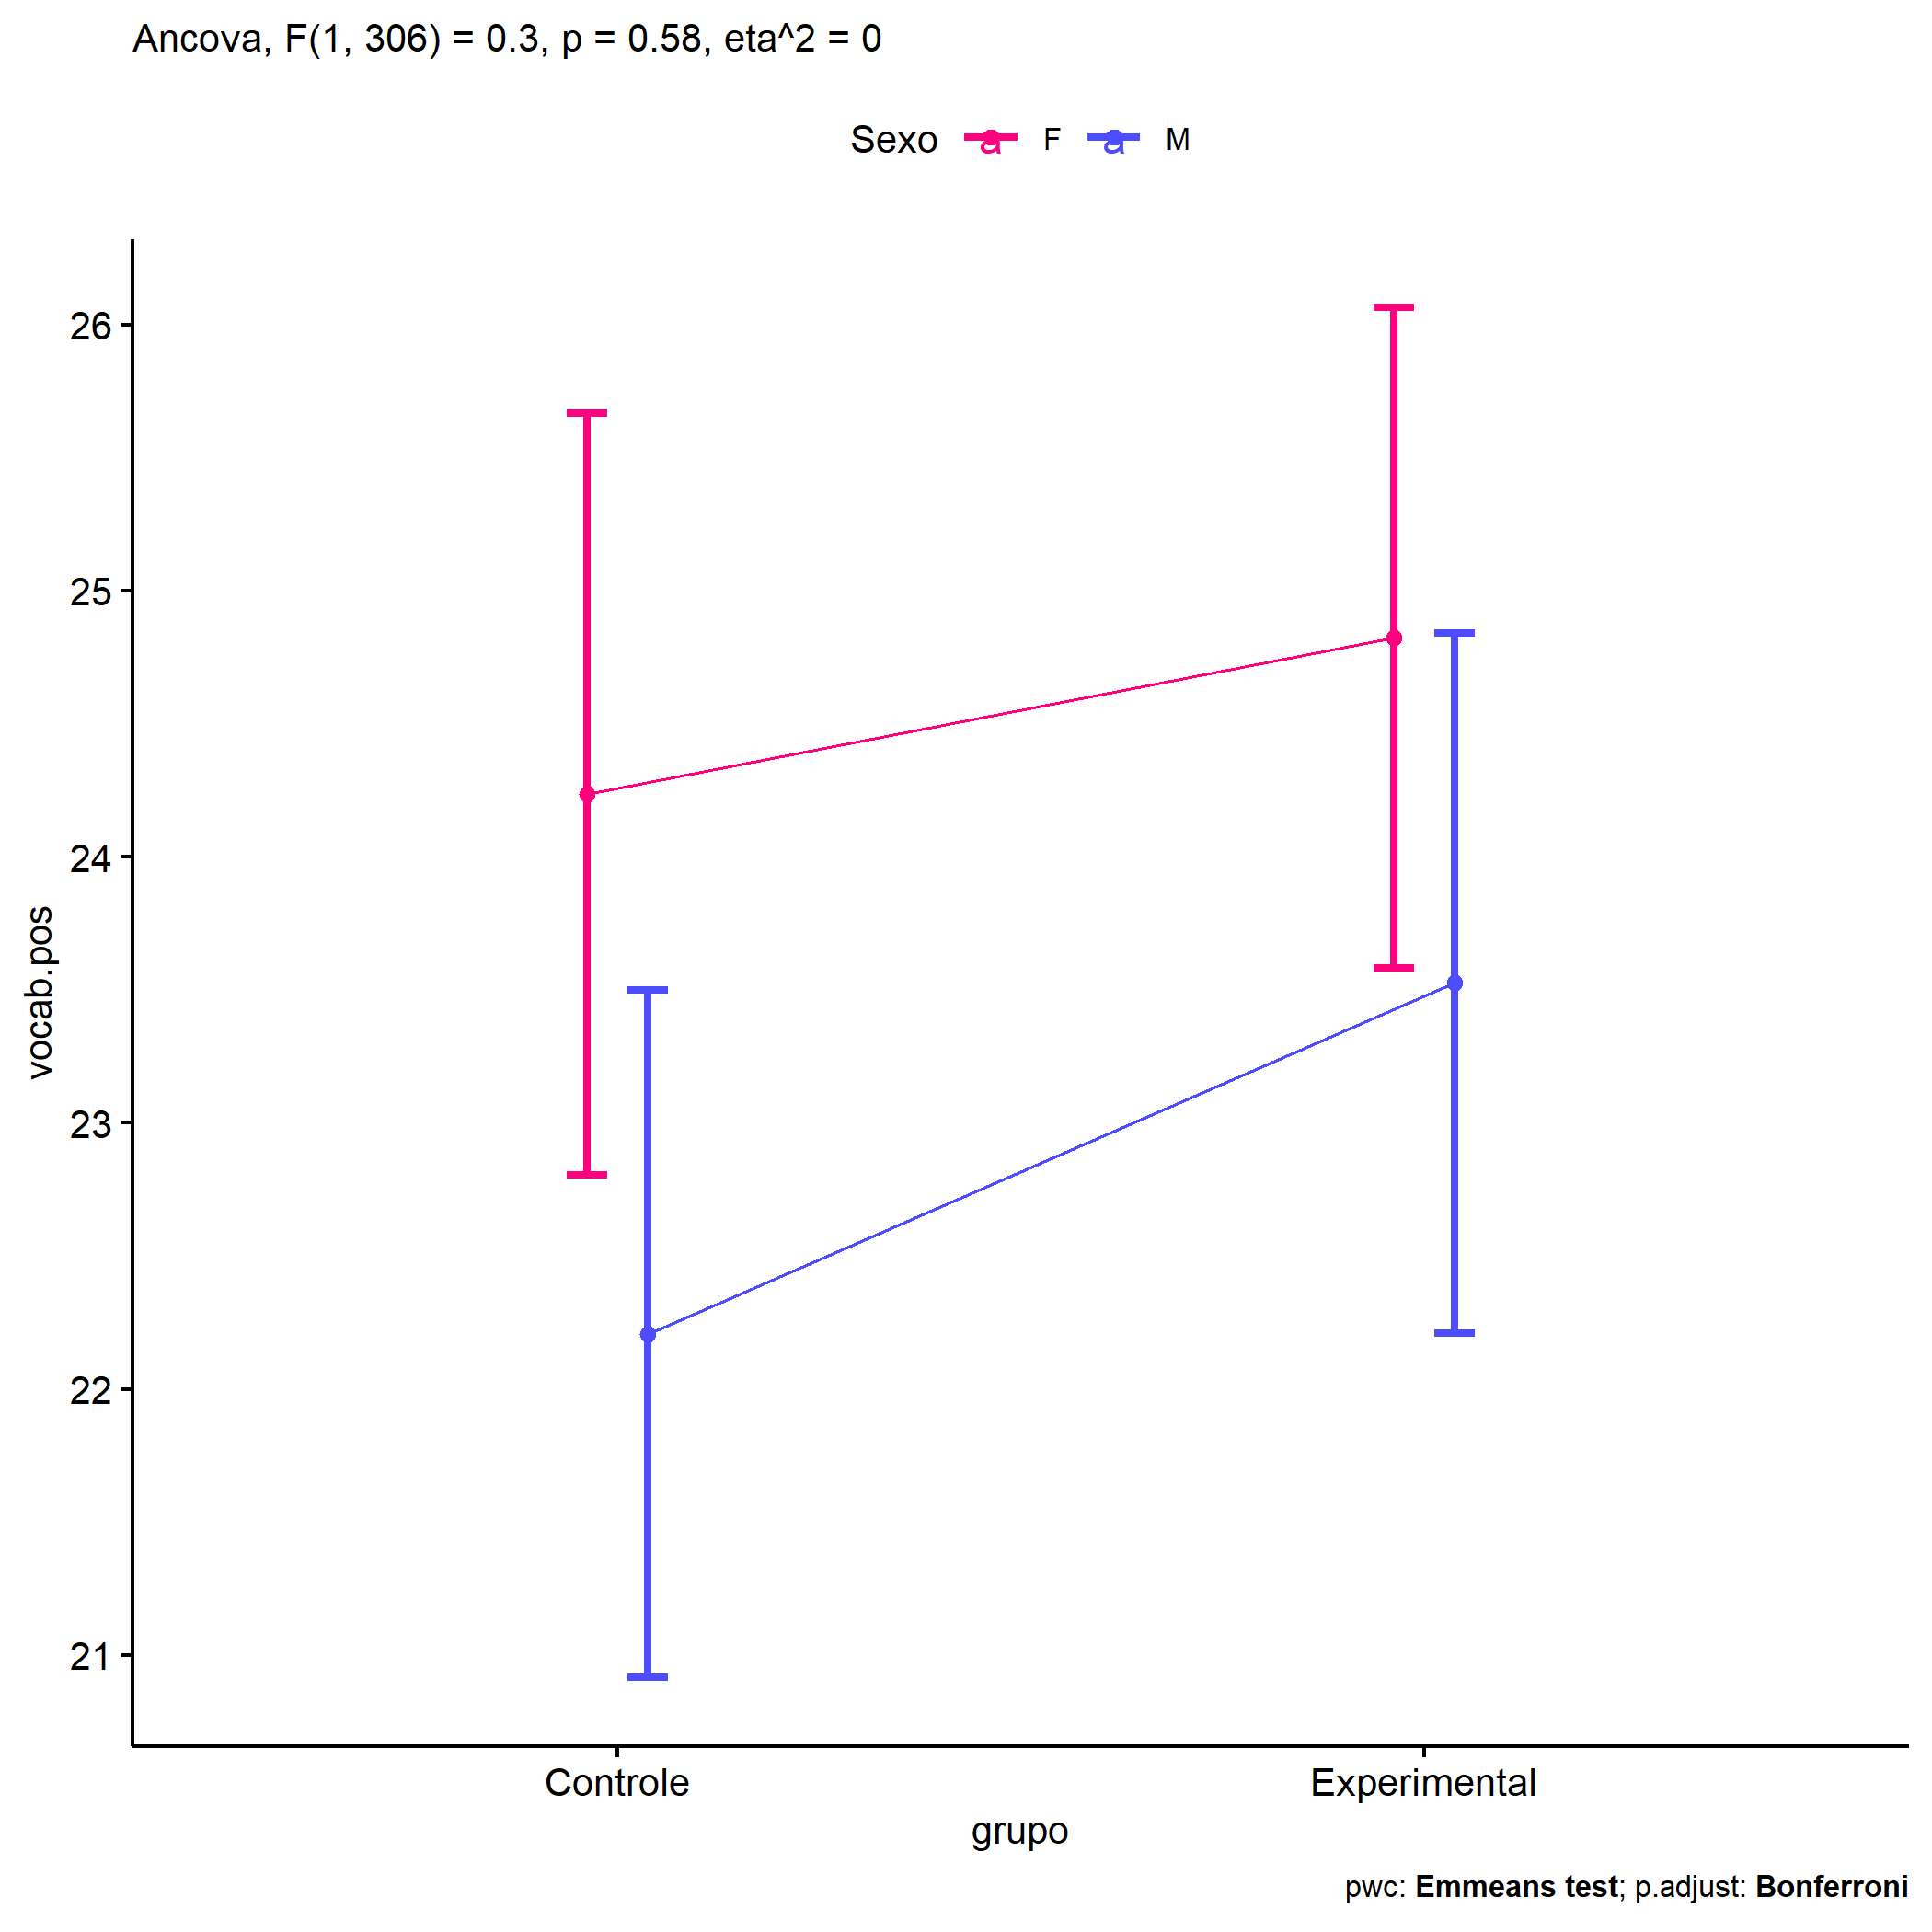 Ancova, F(1, 306) = 0.3, p = 0.58, eta^2 = 0
Sexo a F a M
26
25
24
23
22
21
vocab.pos
Controle Experimental
grupo
pwc: Emmeans test; p.adjust: Bonferroni